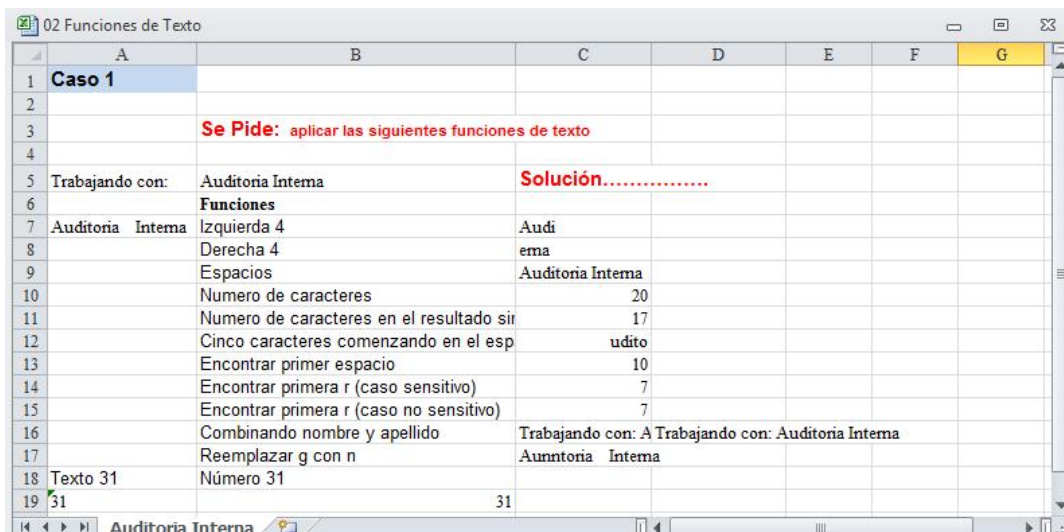 02 Funciones de Texto
A B C D E F G
1 Caso 1
2
3 Se Pide: aplicar las siguientes funciones de texto
4
5 Trabajando con: Auditoria Interna Solución................
6 Funciones
7 Auditoria Interna Izquierda 4 Audi
8 Derecha 4 erna
9 Espacios Auditoria Interna
10 Numero de caracteres 20
11 Numero de caracteres en el resultado sin 17
12 Cinco caracteres comenzando en el esp udito
13 Encontrar primer espacio 10
14 Encontrar primera r (caso sensitivo) 7
15 Encontrar primera r (caso no sensitivo) 7
16 Combinando nombre y apellido Trabajando con: A Trabajando con: Auditoria Interna
17 Reemplazar g con n Aunntoria Interna
18 Texto 31 Número 31
19 31 31
Auditoria Interna